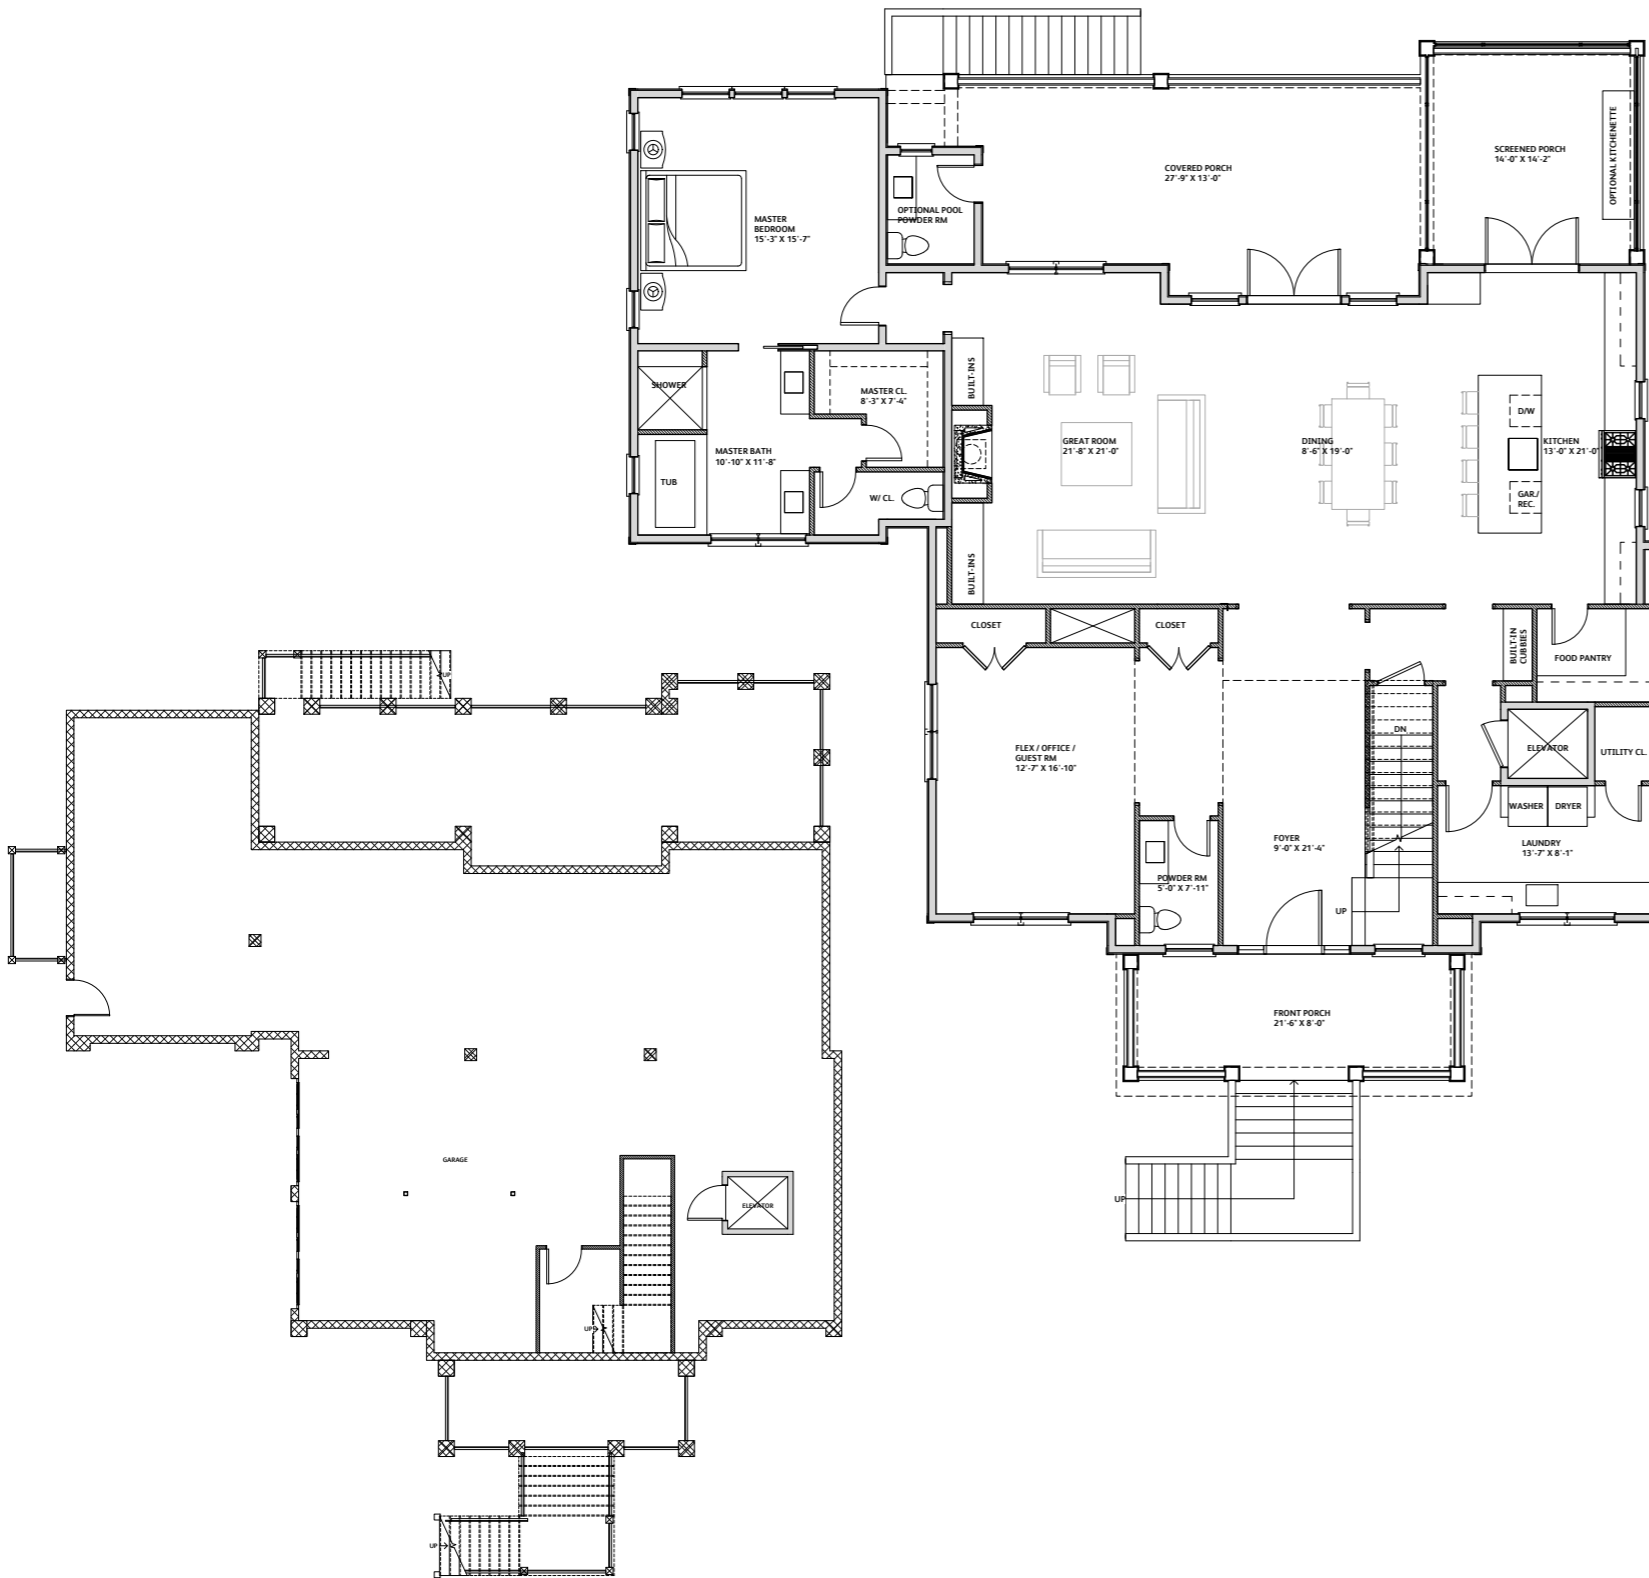 SCREENED PORCH
14'-0" X 14'-2"
OPTIONAL KITCHENETTE
COVERED PORCH
27'-9" X 13'-0"
OPTIONAL POOL
POWDER RM
MASTER
BEDROOM
15'-3" X 15'-7"
SHOWER
MASTER CL.
8'-3" X 7'-4"
BUILT-INS
MASTER BATH
10'-10" X 11'-8"
TUB
W/ CL.
GREAT ROOM
21'-8" X 21'-0"
DINING
8'-6" X 19'-0"
D/W
KITCHEN
13'-0" X 21'-0"
GAR./
REC.
BUILT-INS
CLOSET
CLOSET
BUILT-IN
CUBBIES
FOOD PANTRY
UP
DN
FLEX / OFFICE /
GUEST RM
12'-7" X 16'-10"
ELEVATOR
UTILITY CL.
WASHER
DRYER
FOYER
9'-0" X 21'-4"
LAUNDRY
13'-7" X 8'-1"
POWDER RM
5'-0" X 7'-11"
UP
FRONT PORCH
21'-6" X 8'-0"
GARAGE
UP
ELEVATOR
UP
UP